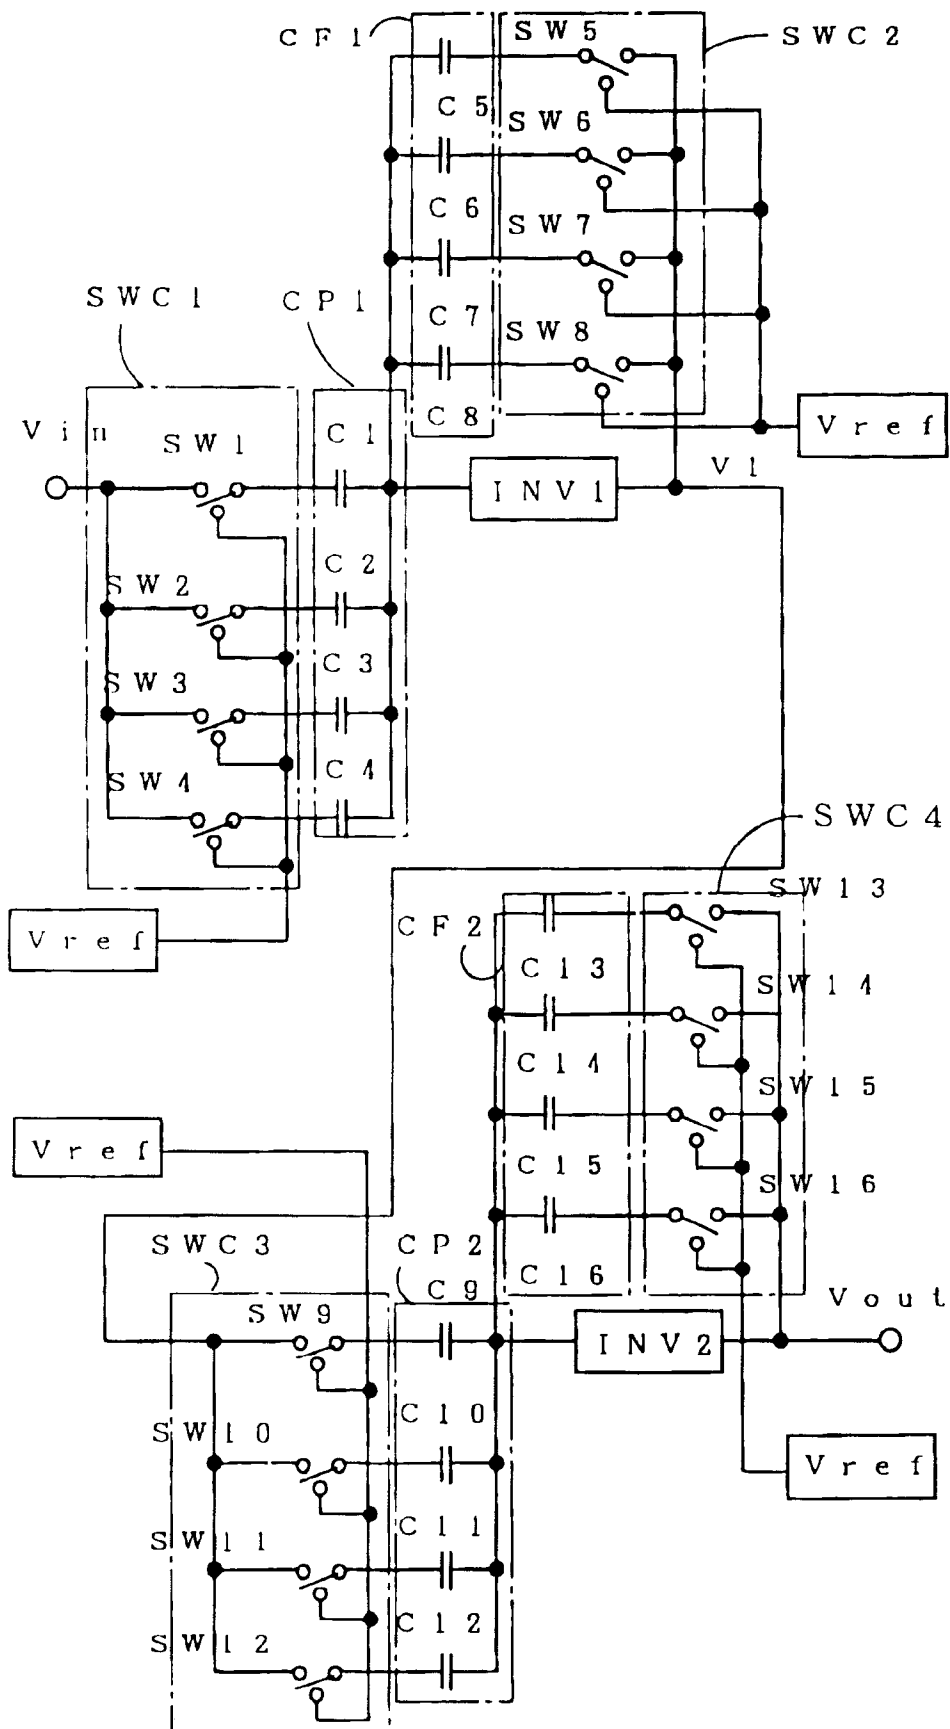 CF1
SW5
SWC2
C5
SW6
C6
SW7
SWC1
CP1
C7
SW8
C8
Vref
Vin
SW1
C1
INV1
V1
C2
SW2
C3
SW3
C4
SW4
SWC4
Vref
CF2
SW13
C13
SW14
C14
SW15
Vref
C15
SW16
SWC3
CP2
C16
C9
SW9
Vout
INV2
C10
SW10
Vref
C11
SW11
C12
SW12